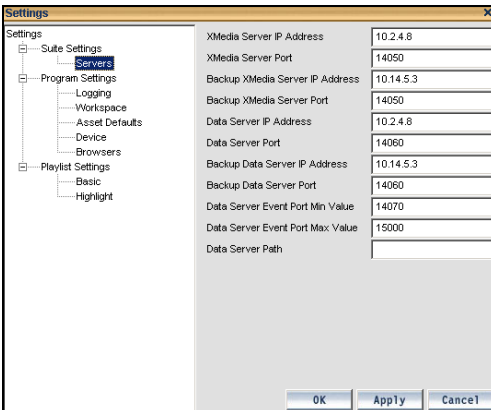 Settings
Settings
Suite Settings
Servers
Program Settings
Logging
Workspace
Asset Defaults
Device
Browsers
Playlist Settings
Basic
Highlight
XMedia Server IP Address 10.2.4.8
XMedia Server Port 14050
Backup XMedia Server IP Address 10.14.5.3
Backup XMedia Server Port 14050
Data Server IP Address 10.2.4.8
Data Server Port 14060
Backup Data Server IP Address 10.14.5.3
Backup Data Server Port 14060
Data Server Event Port Min Value 14070
Data Server Event Port Max Value 15000
Data Server Path
OK Apply Cancel